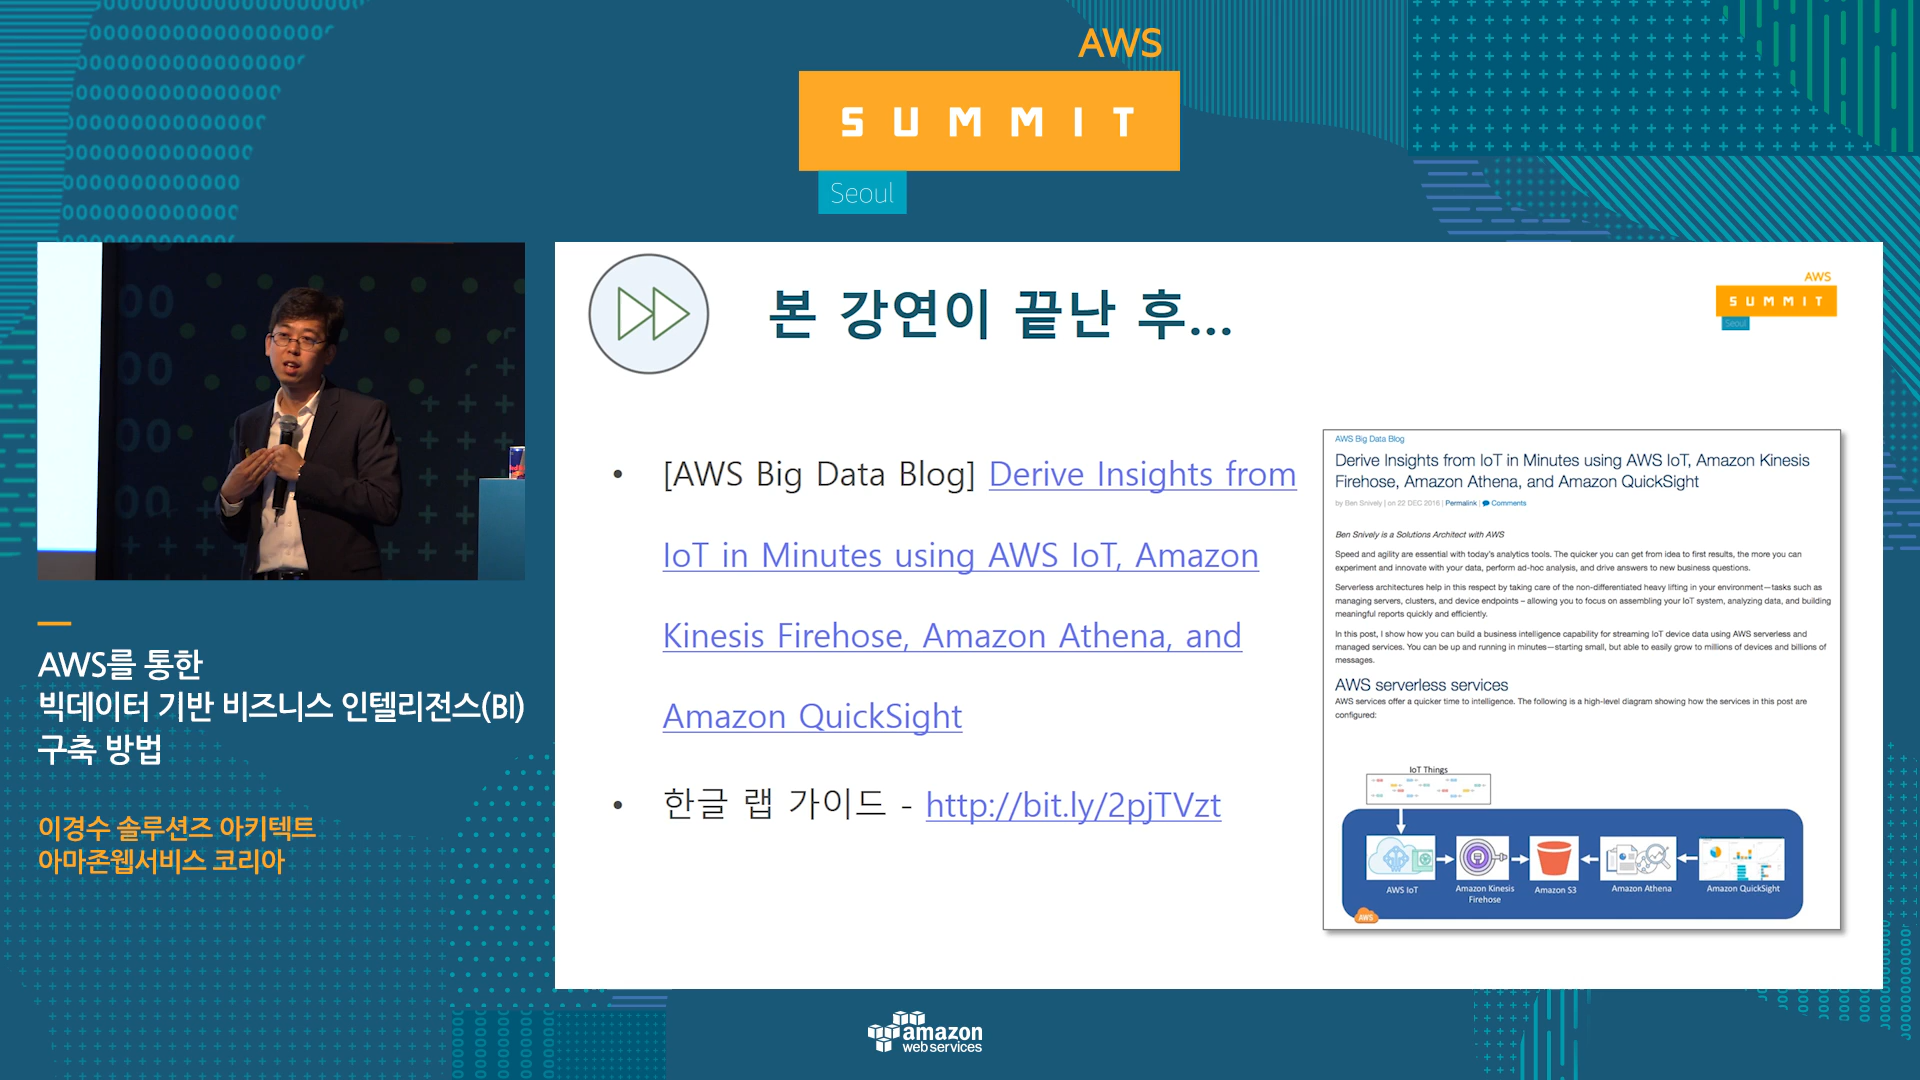 AWS
SUMMIT
Seoul
본 강연이 끝난 후...
AWS
SUMMIT
Seoul
• [AWS Big Data Blog] Derive Insights from
IoT in Minutes using AWS IoT, Amazon
Kinesis Firehose, Amazon Athena, and
Amazon QuickSight
• 한글 랩 가이드 - http://bit.ly/2pjTVzt
AWS Big Data Blog
Derive Insights from IoT in Minutes using AWS IoT, Amazon Kinesis
Firehose, Amazon Athena, and Amazon QuickSight
by Ben Snively | on 22 DEC 2016 | Permalink | Comments
Ben Snively is a Solutions Architect with AWS
Speed and agility are essential with today's analytics tools. The quicker you can get from idea to first results, the more you can
experiment and innovate with your data, perform ad-hoc analysis, and drive answers to new business questions.
Serverless architectures help in this respect by taking care of the non-differentiated heavy lifting in your environment—tasks such as
managing servers, clusters, and device endpoints – allowing you to focus on assembling your IoT system, analyzing data, and building
meaningful reports quickly and efficiently.
In this post, I show how you can build a business intelligence capability for streaming IoT device data using AWS serverless and
managed services. You can be up and running in minutes—starting small, but able to easily grow to millions of devices and billions of
messages.
AWS serverless services
AWS services offer a quicker time to intelligence. The following is a high-level diagram showing how the services in this post are
configured:
IoT Things
AWS IoT
Amazon Kinesis
Firehose
Amazon S3
Amazon Athena
Amazon QuickSight
AWS
AWS를 통한
빅데이터 기반 비즈니스 인텔리전스(BI)
구축 방법
이경수 솔루션즈 아키텍트
아마존웹서비스 코리아
amazon
web services